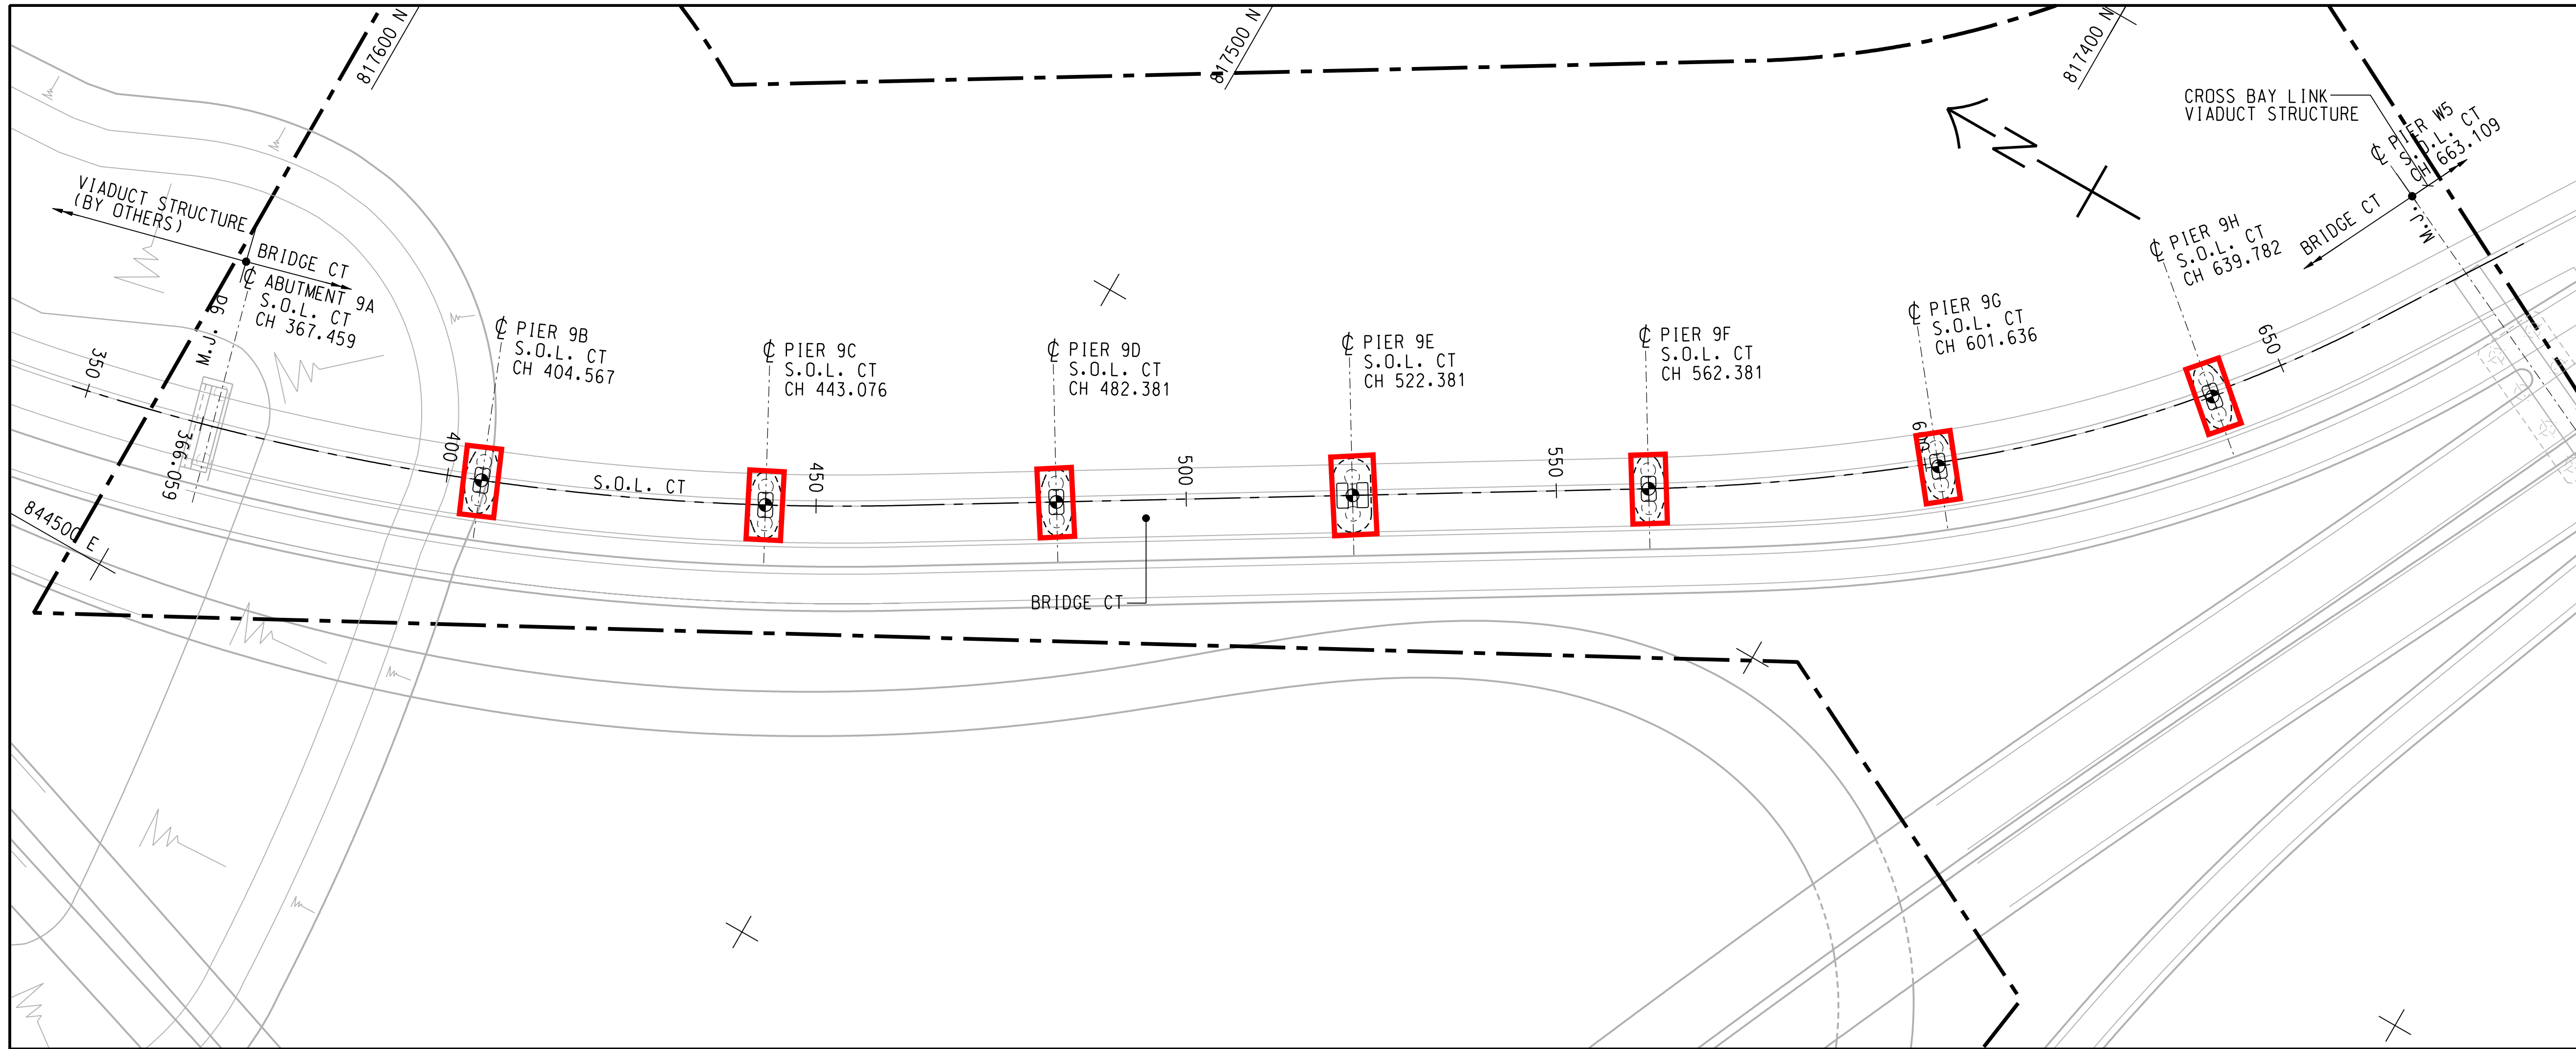 817600 N
817500 N
817400 N
CROSS BAY LINK
VIADUCT STRUCTURE
℄ PIER W5
S.O.L. CT
CH 663.109
N
VIADUCT STRUCTURE
(BY OTHERS)
BRIDGE CT
℄ ABUTMENT 9A
S.O.L. CT
CH 367.459
M.J. 9d
BRIDGE CT
M.J.
℄ PIER 9B
S.O.L. CT
CH 404.567
℄ PIER 9C
S.O.L. CT
CH 443.076
℄ PIER 9D
S.O.L. CT
CH 482.381
℄ PIER 9E
S.O.L. CT
CH 522.381
℄ PIER 9F
S.O.L. CT
CH 562.381
℄ PIER 9G
S.O.L. CT
CH 601.636
℄ PIER 9H
S.O.L. CT
CH 639.782
350
366.059
400
S.O.L. CT
450
500
550
650
844500 E
BRIDGE CT